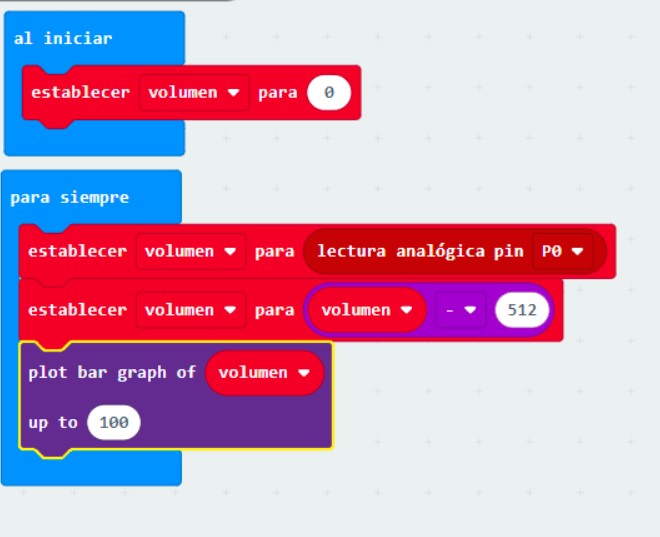 al iniciar
establecer volumen para 0
para siempre
establecer volumen para lectura analógica pin P0
establecer volumen para volumen - 512
plot bar graph of volumen
up to 100